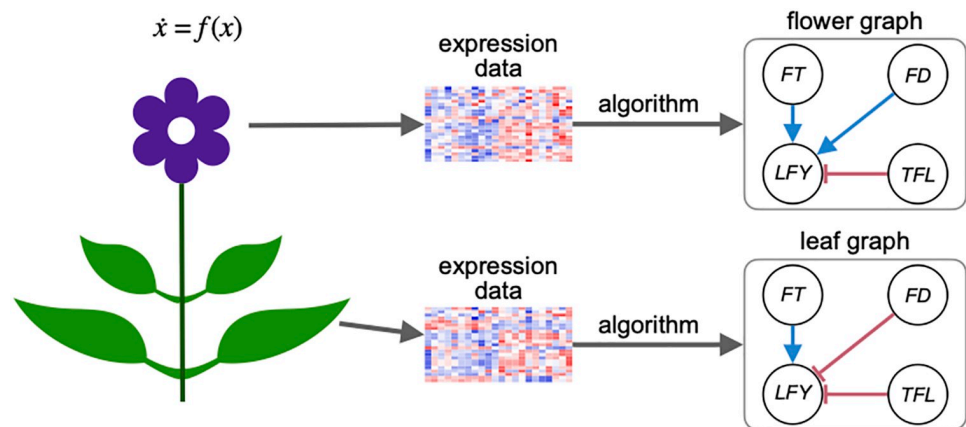 ẋ = f(x)
expression
data
algorithm
flower graph
FT
FD
LFY
TFL
expression
data
algorithm
leaf graph
FT
FD
LFY
TFL